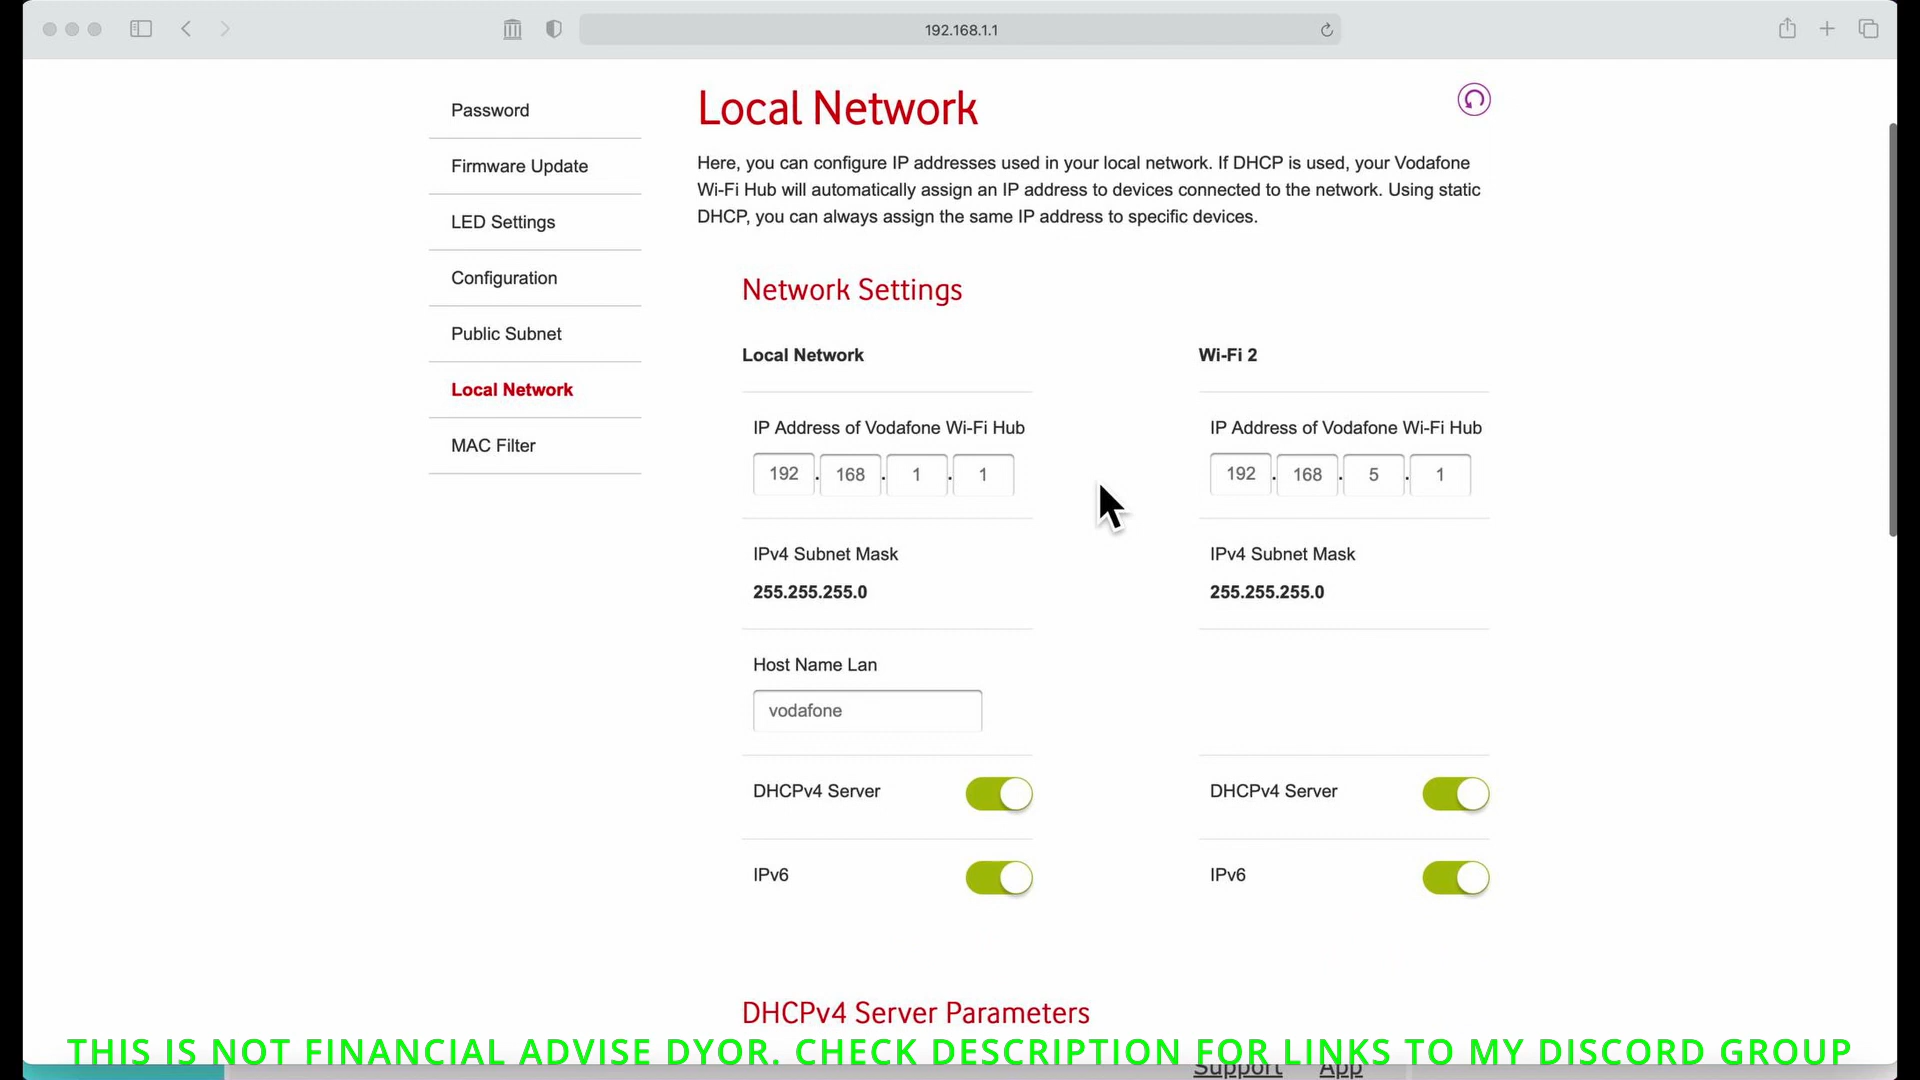 192.168.1.1
Password
Firmware Update
LED Settings
Configuration
Public Subnet
Local Network
MAC Filter
Local Network
Here, you can configure IP addresses used in your local network. If DHCP is used, your Vodafone
Wi-Fi Hub will automatically assign an IP address to devices connected to the network. Using static
DHCP, you can always assign the same IP address to specific devices.
Network Settings
Local Network
IP Address of Vodafone Wi-Fi Hub
192 . 168 . 1 . 1
IPv4 Subnet Mask
255.255.255.0
Host Name Lan
vodafone
DHCPv4 Server
IPv6
Wi-Fi 2
IP Address of Vodafone Wi-Fi Hub
192 . 168 . 5 . 1
IPv4 Subnet Mask
255.255.255.0
DHCPv4 Server
IPv6
DHCPv4 Server Parameters
THIS IS NOT FINANCIAL ADVISE DYOR. CHECK DESCRIPTION FOR LINKS TO MY DISCORD GROUP
Support App